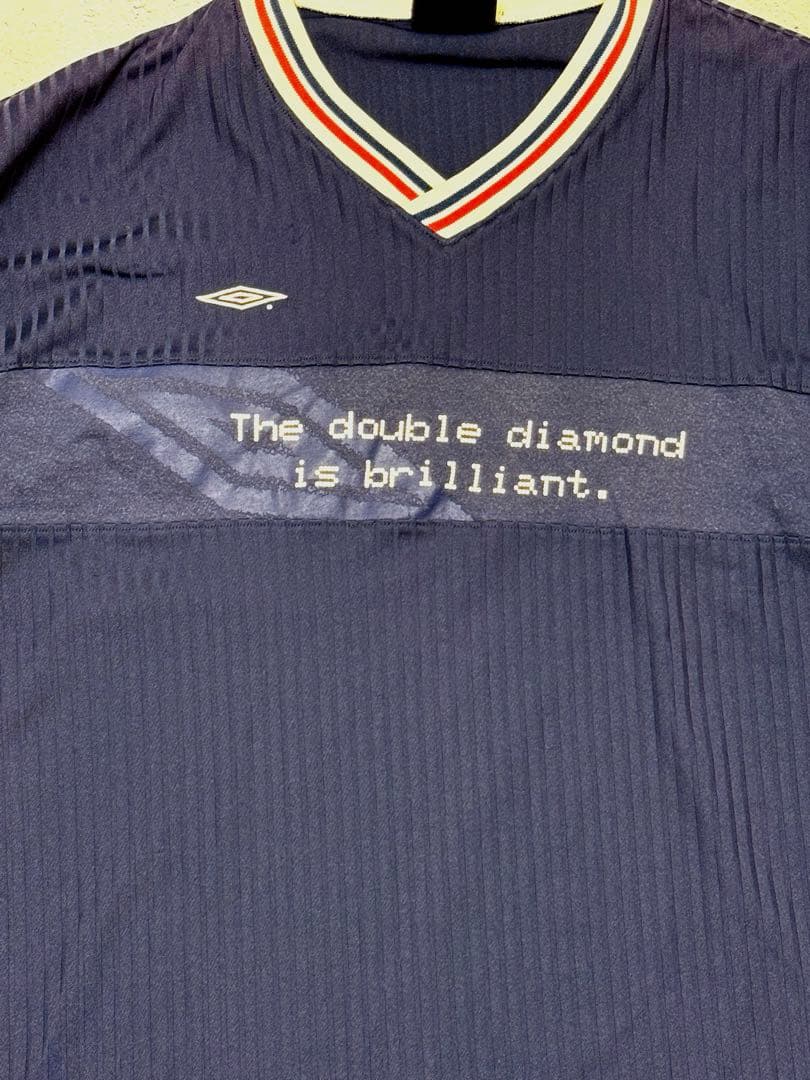 The double diamond
is brilliant.